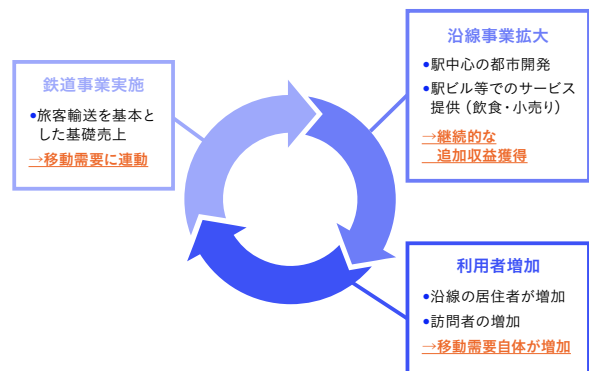 鉄道事業実施
•旅客輸送を基本と
した基礎売上
→移動需要に連動
沿線事業拡大
•駅中心の都市開発
•駅ビル等でのサービス
提供（飲食・小売り）
→継続的な
追加収益獲得
利用者増加
•沿線の居住者が増加
•訪問者の増加
→移動需要自体が増加